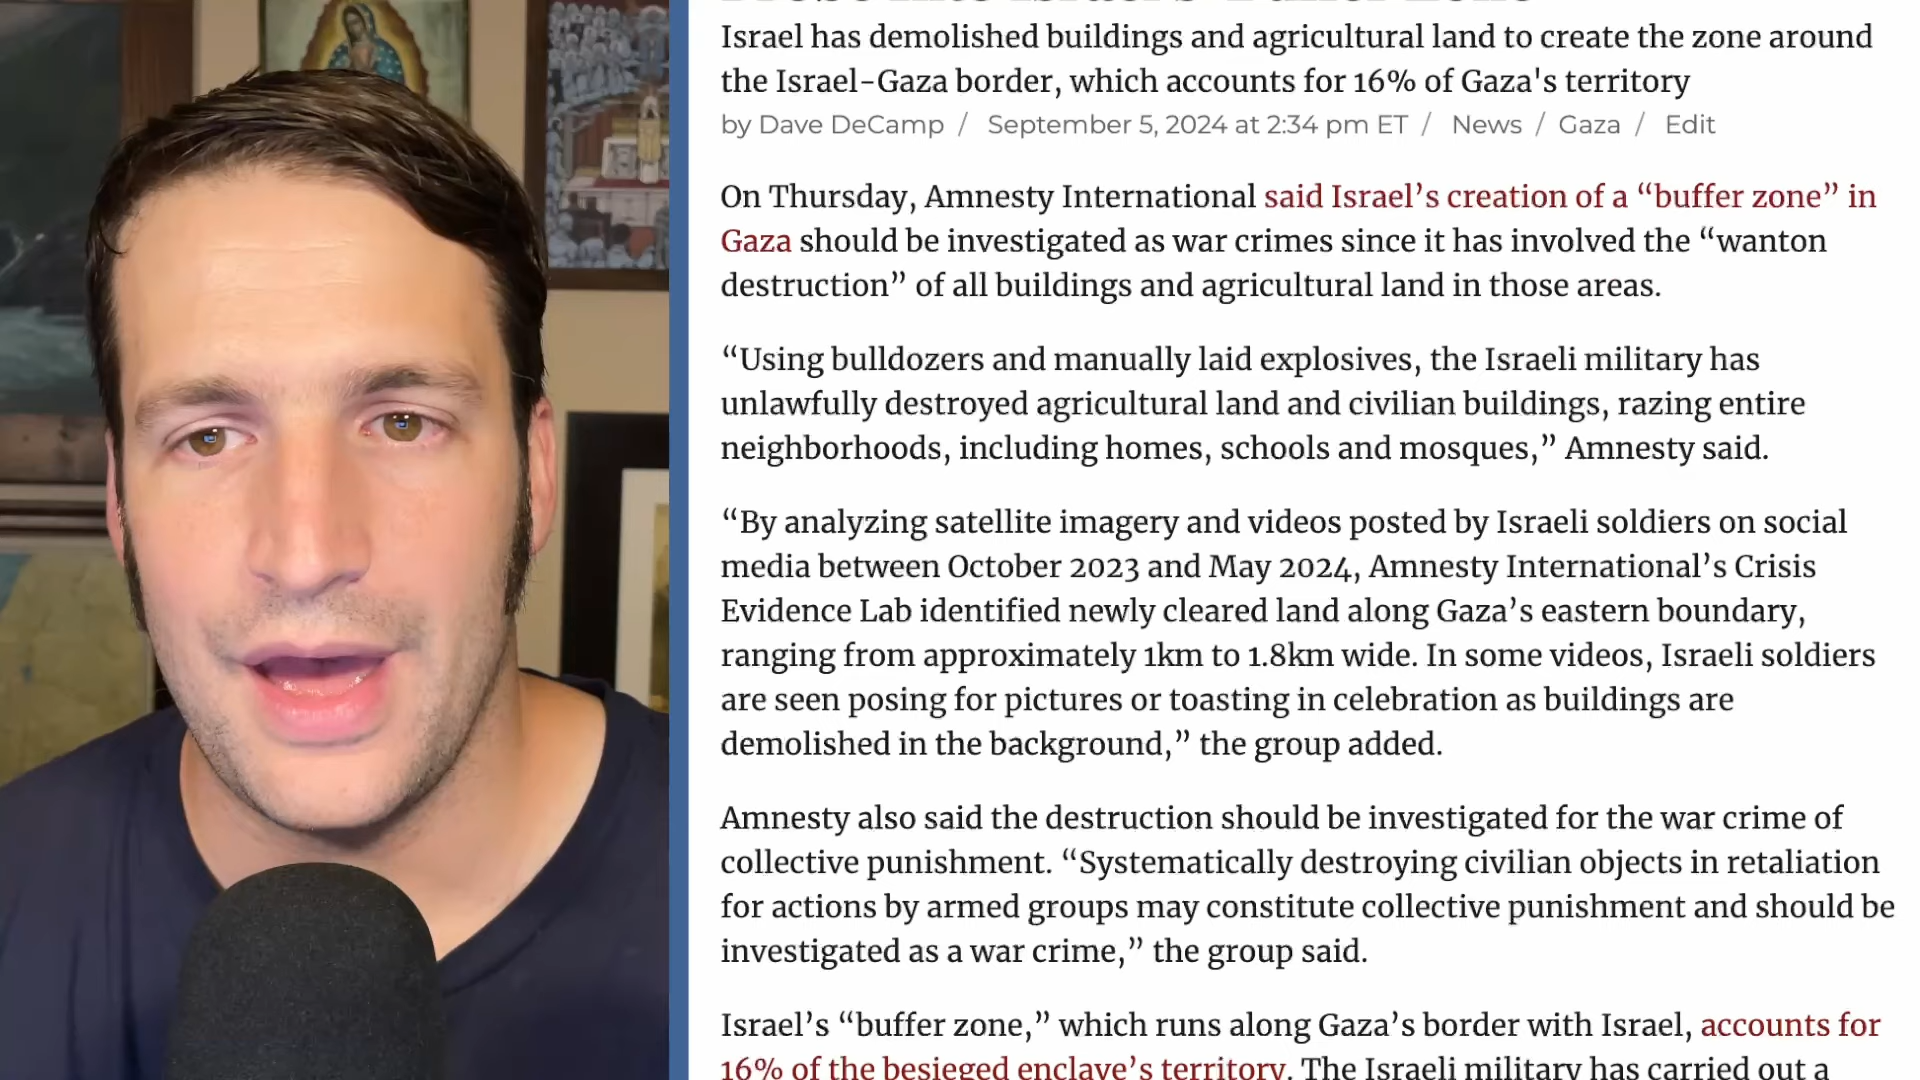 Israel has demolished buildings and agricultural land to create the zone around
the Israel-Gaza border, which accounts for 16% of Gaza's territory
by Dave DeCamp / September 5, 2024 at 2:34 pm ET / News / Gaza / Edit
On Thursday, Amnesty International said Israel’s creation of a “buffer zone” in
Gaza should be investigated as war crimes since it has involved the “wanton
destruction” of all buildings and agricultural land in those areas.
“Using bulldozers and manually laid explosives, the Israeli military has
unlawfully destroyed agricultural land and civilian buildings, razing entire
neighborhoods, including homes, schools and mosques,” Amnesty said.
“By analyzing satellite imagery and videos posted by Israeli soldiers on social
media between October 2023 and May 2024, Amnesty International’s Crisis
Evidence Lab identified newly cleared land along Gaza’s eastern boundary,
ranging from approximately 1km to 1.8km wide. In some videos, Israeli soldiers
are seen posing for pictures or toasting in celebration as buildings are
demolished in the background,” the group added.
Amnesty also said the destruction should be investigated for the war crime of
collective punishment. “Systematically destroying civilian objects in retaliation
for actions by armed groups may constitute collective punishment and should be
investigated as a war crime,” the group said.
Israel’s “buffer zone,” which runs along Gaza’s border with Israel, accounts for
16% of the besieged enclave’s territory. The Israeli military has carried out a